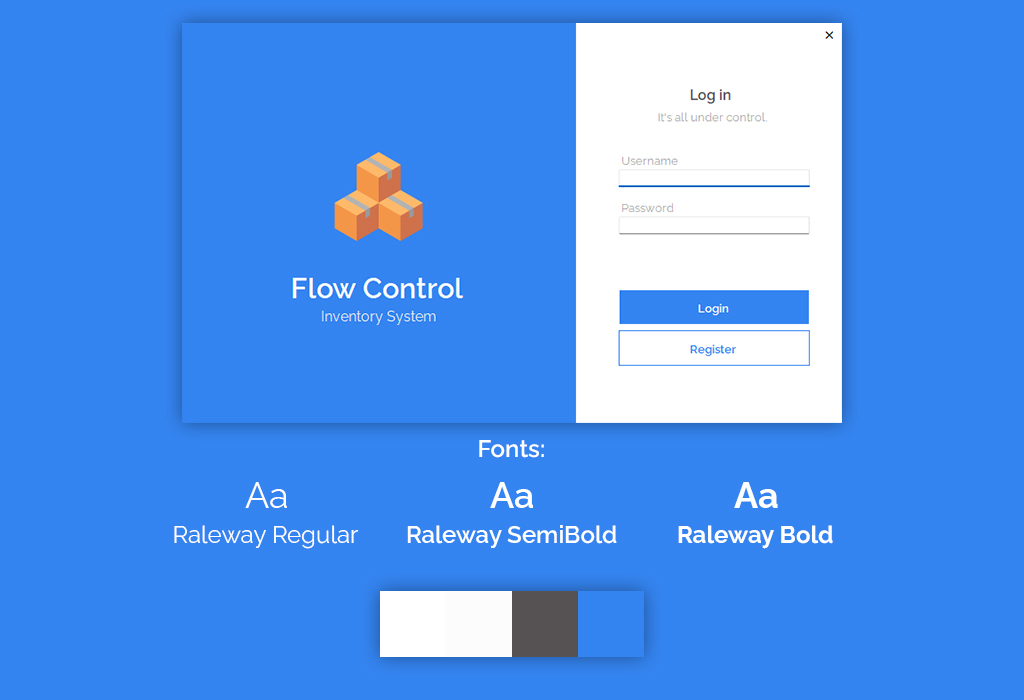 ×
Log in
It's all under control.
Username
Password
Flow Control
Inventory System
Login
Register
Fonts:
Aa
Raleway Regular
Aa
Raleway SemiBold
Aa
Raleway Bold